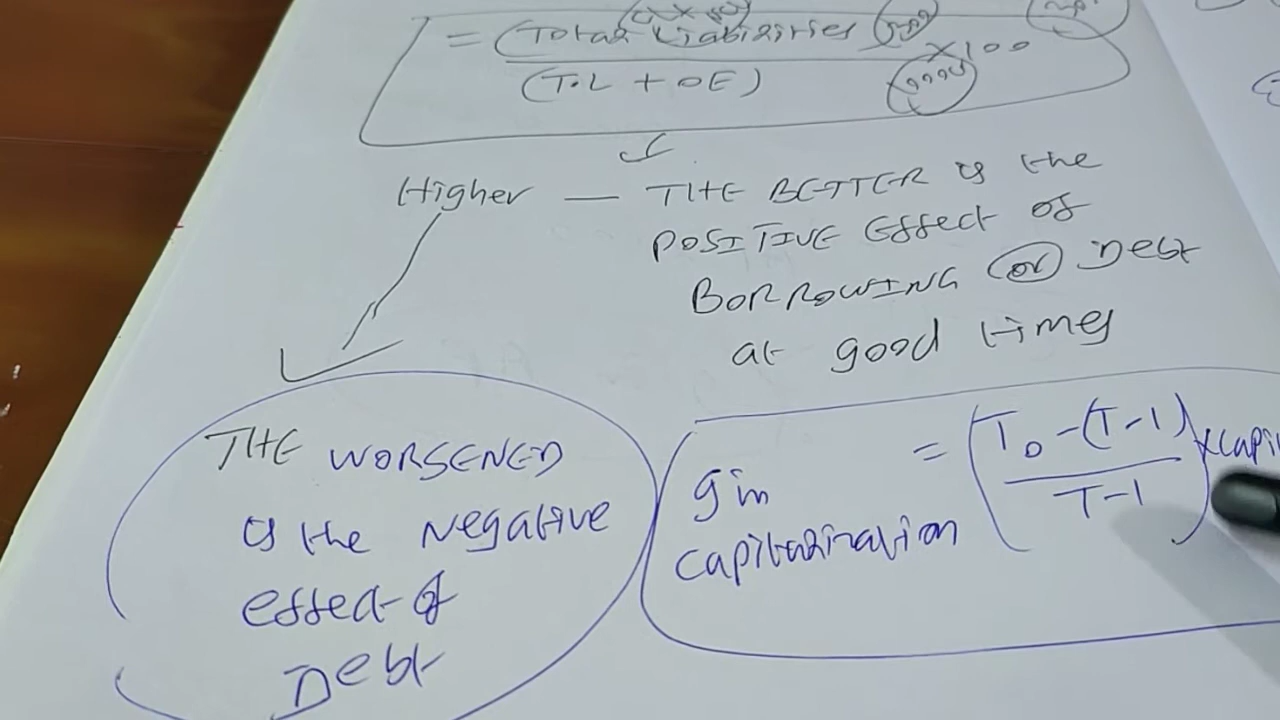 = (Total Liabilities
(T.L + OE)
×100
Higher — THE BETTER is the
POSITIVE Effect of
BORROWING (or) Debt
at good times
THE WORSENED
is the Negative
effect of
Debt
g in
capitalization
= (T0 - (T-1)
T-1) × capi